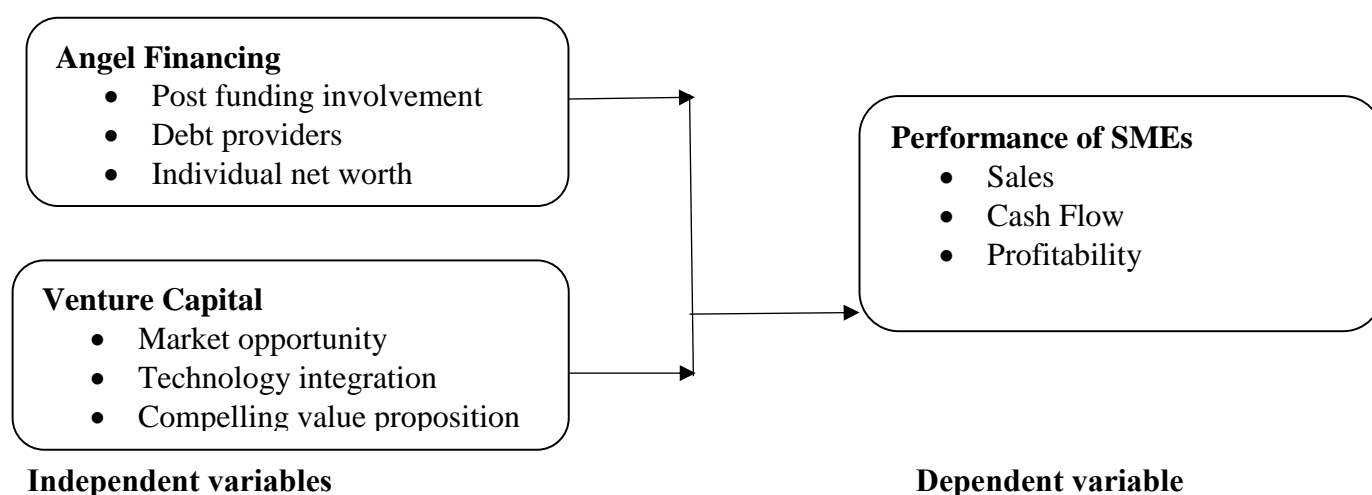 Angel Financing
• Post funding involvement
• Debt providers
• Individual net worth
Performance of SMEs
• Sales
• Cash Flow
• Profitability
Venture Capital
• Market opportunity
• Technology integration
• Compelling value proposition
Independent variables
Dependent variable